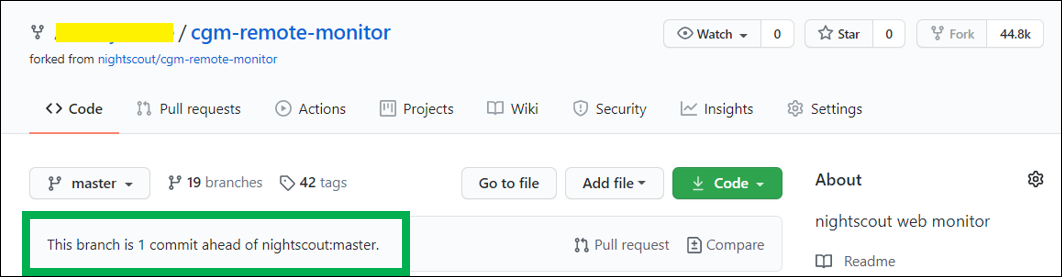 / cgm-remote-monitor
Watch 0 Star 0 Fork 44.8k
forked from nightscout/cgm-remote-monitor
Code Pull requests Actions Projects Wiki Security Insights Settings
master 19 branches 42 tags Go to file Add file Code
About
nightscout web monitor
This branch is 1 commit ahead of nightscout:master. Pull request Compare
Readme